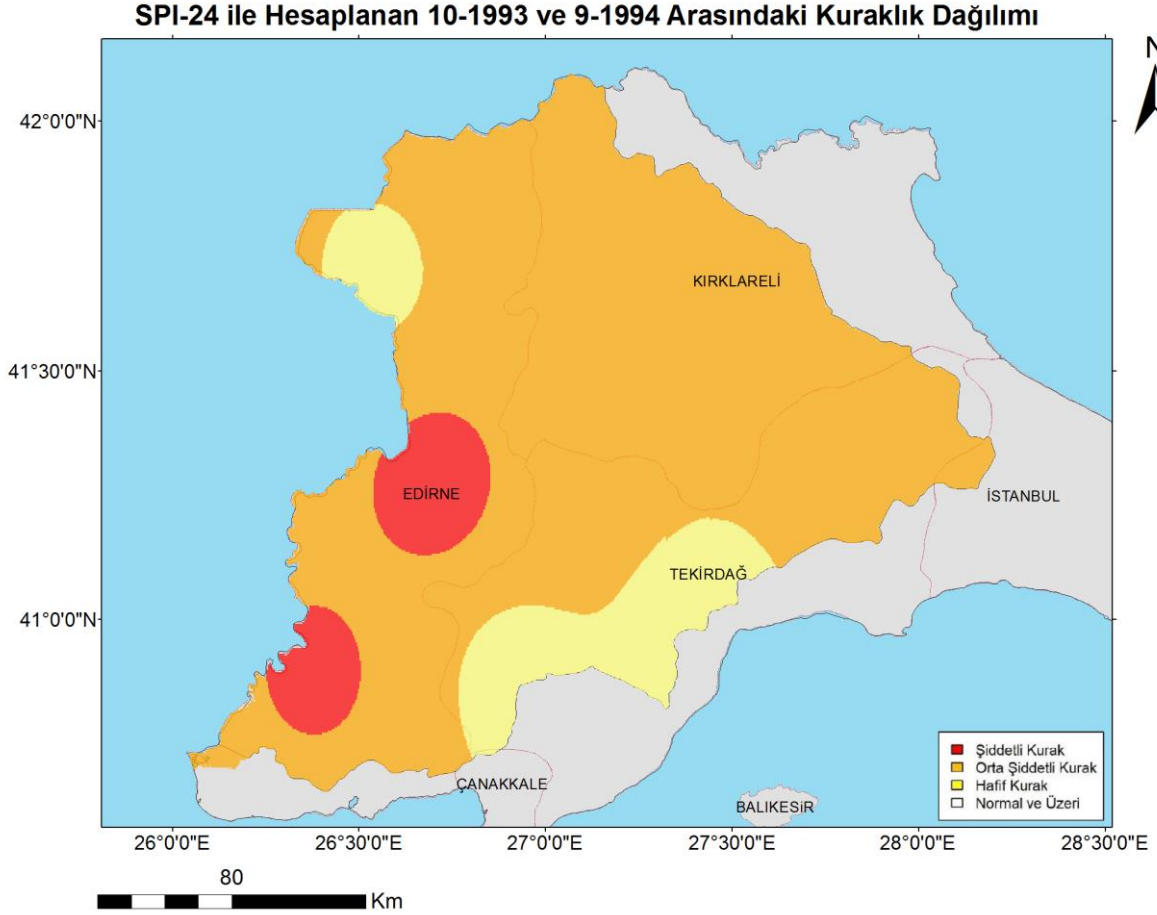 SPI-24 ile Hesaplanan 10-1993 ve 9-1994 Arasındaki Kuraklık Dağılımı
N
42°0'0"N
KIRKLARELİ
41°30'0"N
EDİRNE
İSTANBUL
TEKİRDAĞ
41°0'0"N
Şiddetli Kurak
Orta Şiddetli Kurak
Hafif Kurak
Normal ve Üzeri
ÇANAKKALE
BALIKESİR
26°0'0"E 26°30'0"E 27°0'0"E 27°30'0"E 28°0'0"E 28°30'0"E
80
Km